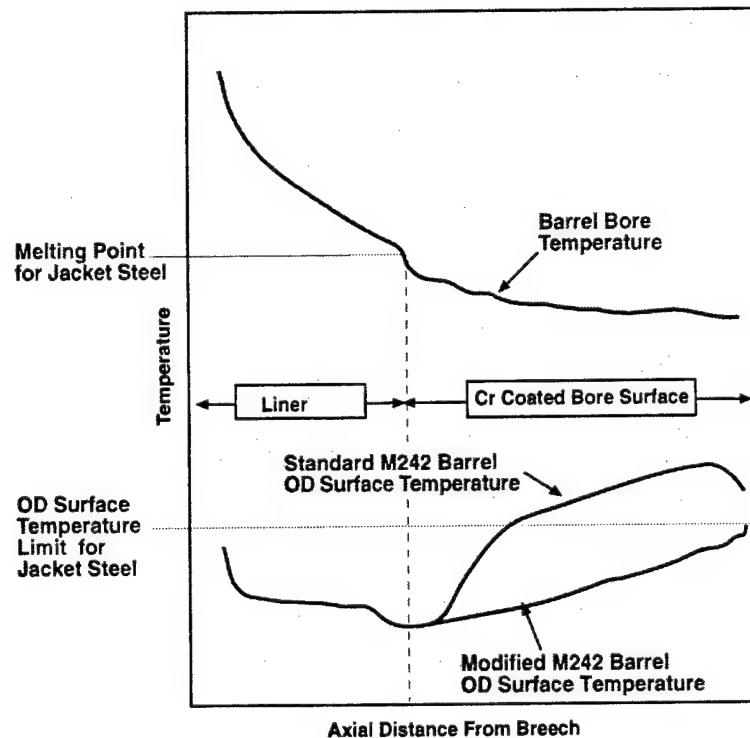 Barrel Bore
Temperature
Melting Point
for Jacket Steel
Temperature
Liner
Cr Coated Bore Surface
Standard M242 Barrel
OD Surface Temperature
OD Surface
Temperature
Limit for
Jacket Steel
Modified M242 Barrel
OD Surface Temperature
Axial Distance From Breech